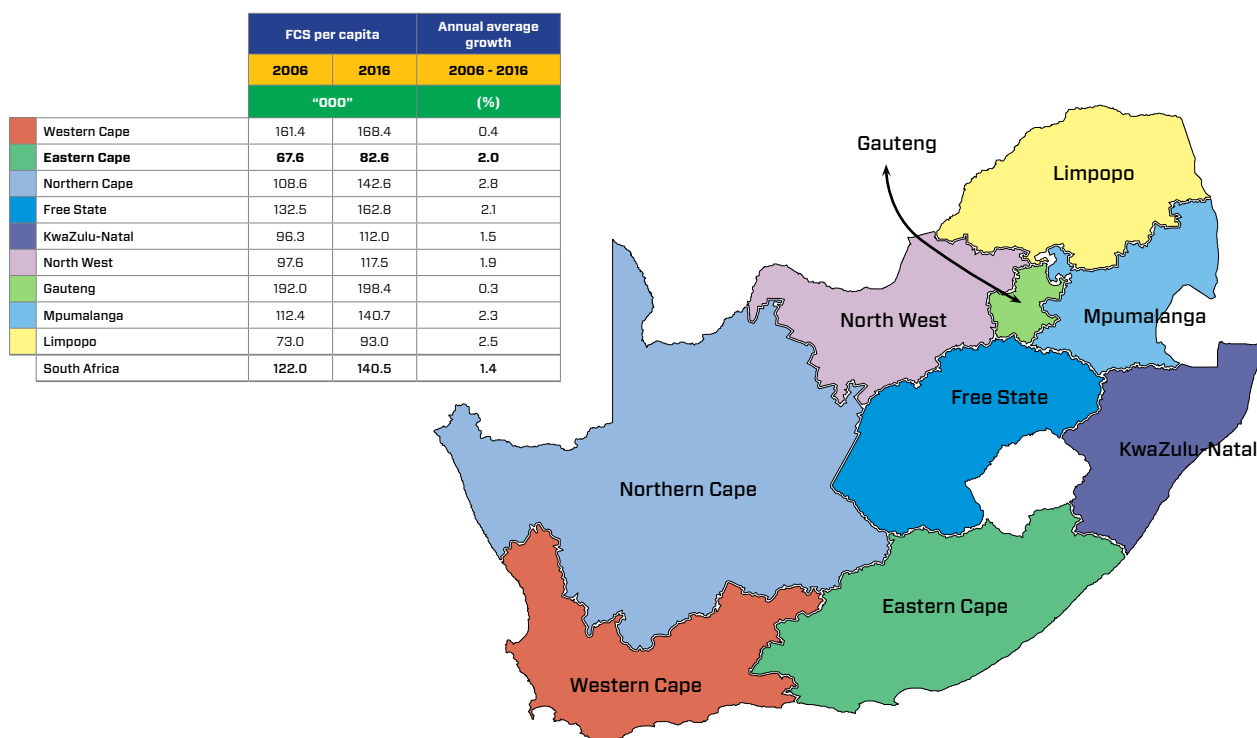 FCS per capita Annual average
growth
2006 2016 2006 - 2016
“000” (%)
Western Cape 161.4 168.4 0.4
Eastern Cape 67.6 82.6 2.0
Northern Cape 108.6 142.6 2.8
Free State 132.5 162.8 2.1
KwaZulu-Natal 96.3 112.0 1.5
North West 97.6 117.5 1.9
Gauteng 192.0 198.4 0.3
Mpumalanga 112.4 140.7 2.3
Limpopo 73.0 93.0 2.5
South Africa 122.0 140.5 1.4
Gauteng
Limpopo
North West
Mpumalanga
Free State
KwaZulu-Natal
Northern Cape
Eastern Cape
Western Cape